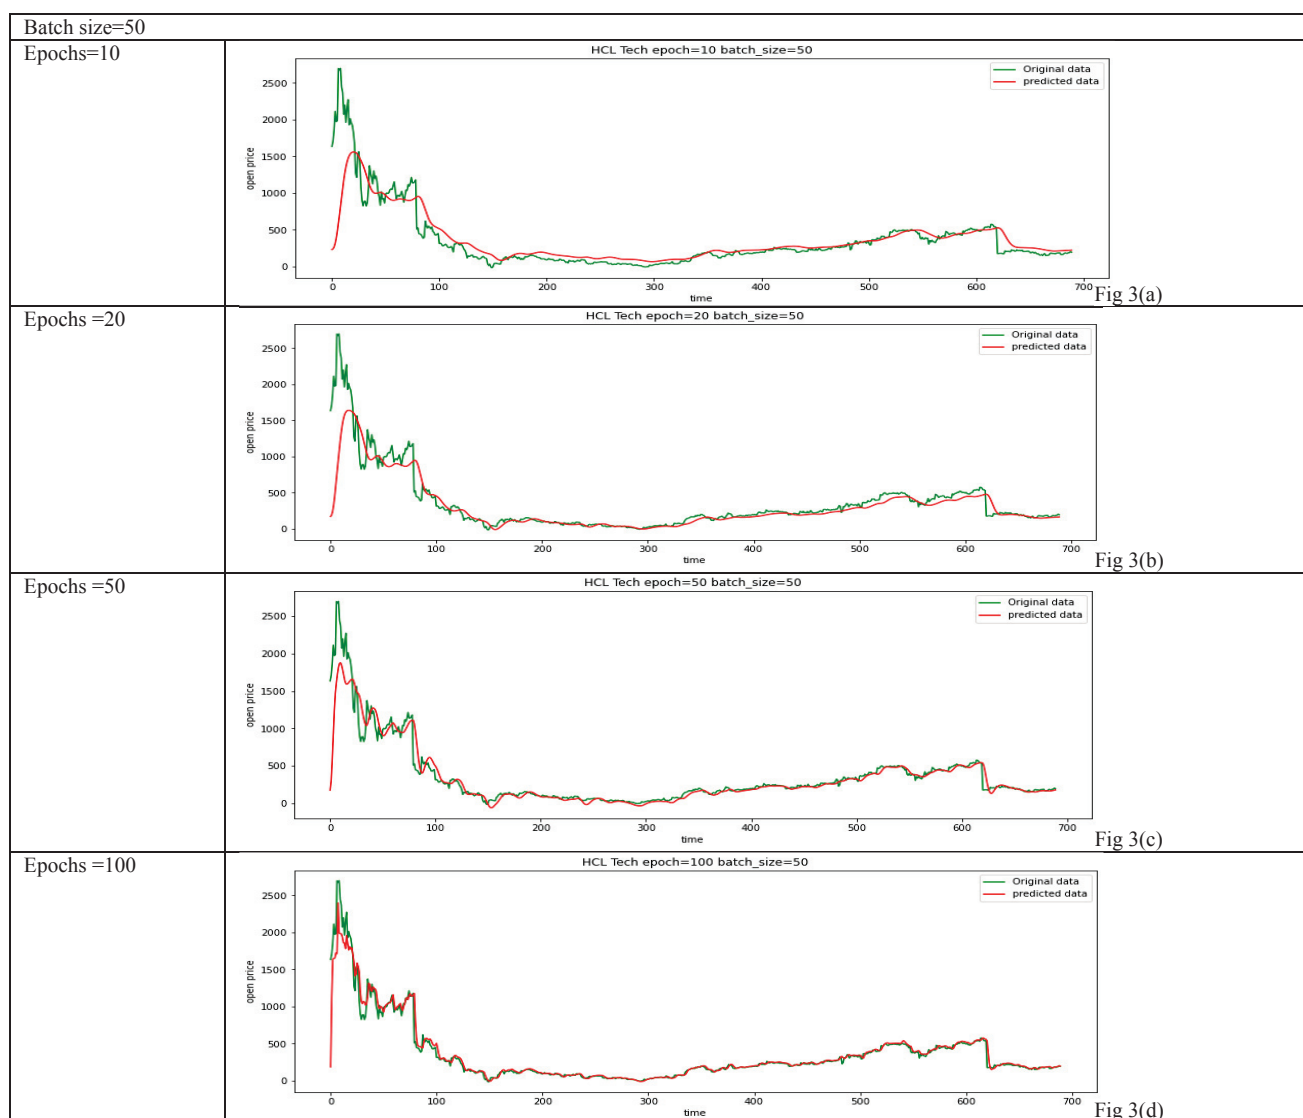 Batch size=50
Epochs=10
HCL Tech epoch=10 batch_size=50
Original data
predicted data
open price
2500
2000
1500
1000
500
0
0 100 200 300 400 500 600 700
time
Fig 3(a)
Epochs =20
HCL Tech epoch=20 batch_size=50
Original data
predicted data
open price
2500
2000
1500
1000
500
0
0 100 200 300 400 500 600 700
time
Fig 3(b)
Epochs =50
HCL Tech epoch=50 batch_size=50
Original data
predicted data
open price
2500
2000
1500
1000
500
0
0 100 200 300 400 500 600 700
time
Fig 3(c)
Epochs =100
HCL Tech epoch=100 batch_size=50
Original data
predicted data
open price
2500
2000
1500
1000
500
0
0 100 200 300 400 500 600 700
time
Fig 3(d)